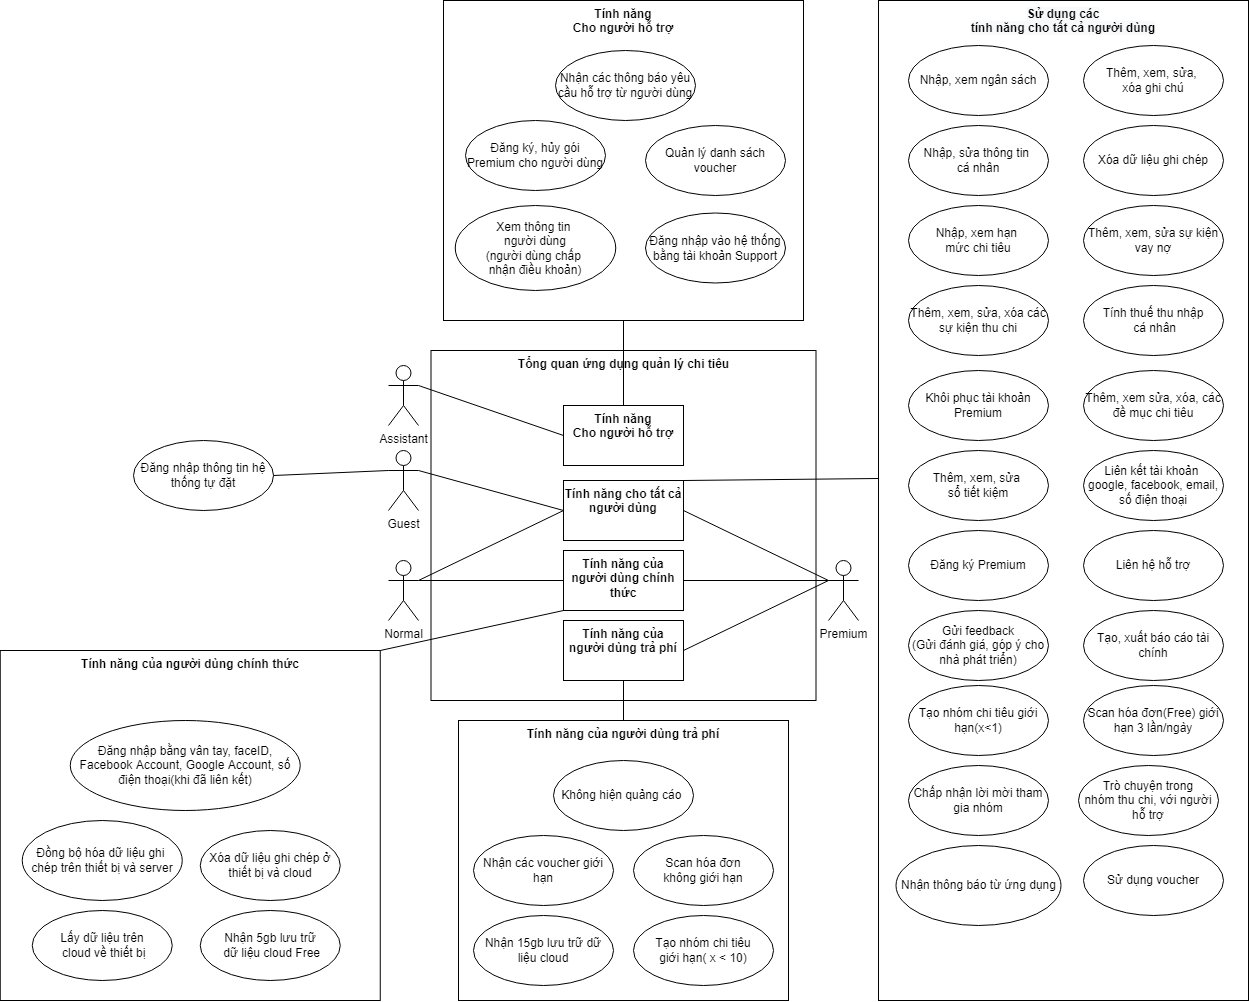 Tính năng
Cho người hỗ trợ
Nhận các thông báo yêu
cầu hỗ trợ từ người dùng
Đăng ký, hủy gói
Premium cho người dùng
Quản lý danh sách
voucher
Xem thông tin
người dùng
(người dùng chấp
nhận điều khoản)
Đăng nhập vào hệ thống
bằng tài khoản Support
Sử dụng các
tính năng cho tất cả người dùng
Nhập, xem ngân sách
Thêm, xem, sửa,
xóa ghi chú
Nhập, sửa thông tin
cá nhân
Xóa dữ liệu ghi chép
Nhập, xem hạn
mức chi tiêu
Thêm, xem, sửa sự kiện
vay nợ
Thêm, xem, sửa, xóa các
sự kiện thu chi
Tính thuế thu nhập
cá nhân
Khôi phục tài khoản
Premium
Thêm, xem sửa, xóa, các
đề mục chi tiêu
Thêm, xem, sửa
sổ tiết kiệm
Liên kết tài khoản
google, facebook, email,
số điện thoại
Đăng ký Premium
Liên hệ hỗ trợ
Gửi feedback
(Gửi đánh giá, góp ý cho
nhà phát triển)
Tạo, xuất báo cáo tài
chính
Tạo nhóm chi tiêu giới
hạn(x<1)
Scan hóa đơn(Free) giới
hạn 3 lần/ngày
Chấp nhận lời mời tham
gia nhóm
Trò chuyện trong
nhóm thu chi, với người
hỗ trợ
Nhận thông báo từ ứng dụng
Sử dụng voucher
Tổng quan ứng dụng quản lý chi tiêu
Assistant
Tính năng
Cho người hỗ trợ
Đăng nhập thông tin hệ
thống tự đặt
Guest
Tính năng cho tất cả
người dùng
Normal
Tính năng của
người dùng chính
thức
Premium
Tính năng của
người dùng trả phí
Tính năng của người dùng chính thức
Đăng nhập bằng vân tay, faceID,
Facebook Account, Google Account, số
điện thoại(khi đã liên kết)
Đồng bộ hóa dữ liệu ghi
chép trên thiết bị và server
Xóa dữ liệu ghi chép ở
thiết bị và cloud
Lấy dữ liệu trên
cloud về thiết bị
Nhận 5gb lưu trữ
dữ liệu cloud Free
Tính năng của người dùng trả phí
Không hiện quảng cáo
Nhận các voucher giới
hạn
Scan hóa đơn
không giới hạn
Nhận 15gb lưu trữ dữ
liệu cloud
Tạo nhóm chi tiêu
giới hạn( x < 10)